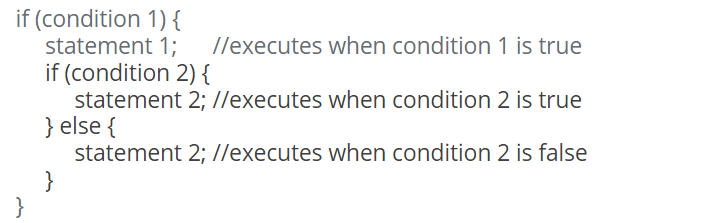 if (condition 1) {
statement 1; //executes when condition 1 is true
if (condition 2) {
statement 2; //executes when condition 2 is true
} else {
statement 2; //executes when condition 2 is false
}
}